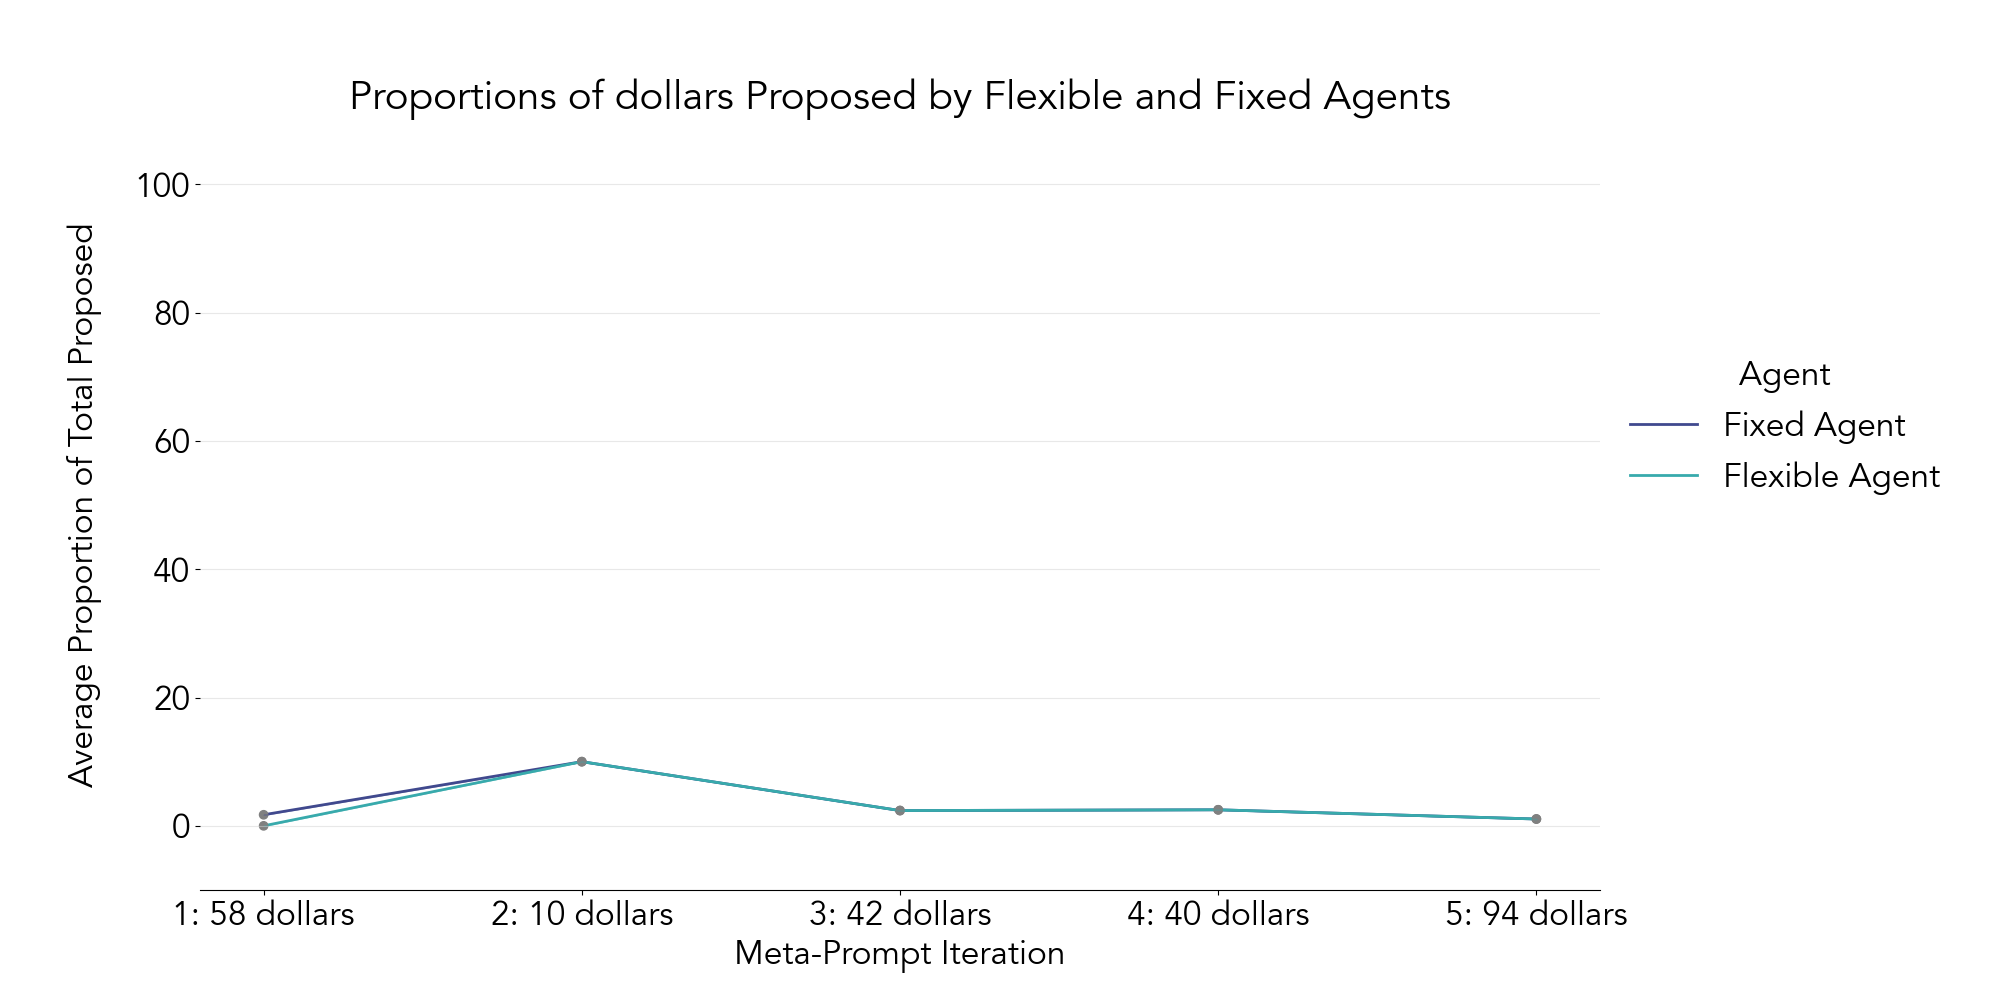 Proportions of dollars Proposed by Flexible and Fixed Agents
Average Proportion of Total Proposed
100
80
60
40
20
0
1: 58 dollars
2: 10 dollars
3: 42 dollars
4: 40 dollars
5: 94 dollars
Meta-Prompt Iteration
Agent
Fixed Agent
Flexible Agent